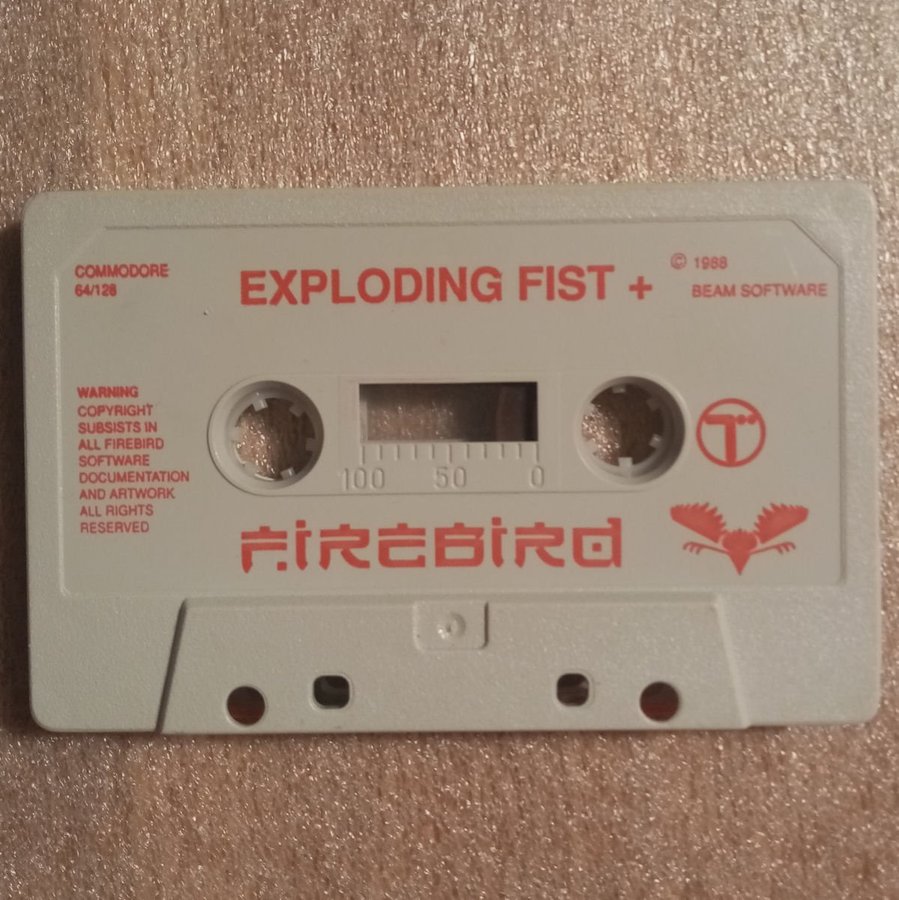 COMMODORE
64/128
EXPLODING FIST +
© 1988
BEAM SOFTWARE
WARNING
COPYRIGHT
SUBSISTS IN
ALL FIREBIRD
SOFTWARE
DOCUMENTATION
AND ARTWORK
ALL RIGHTS
RESERVED
100 50 0
T
FIREBIRD